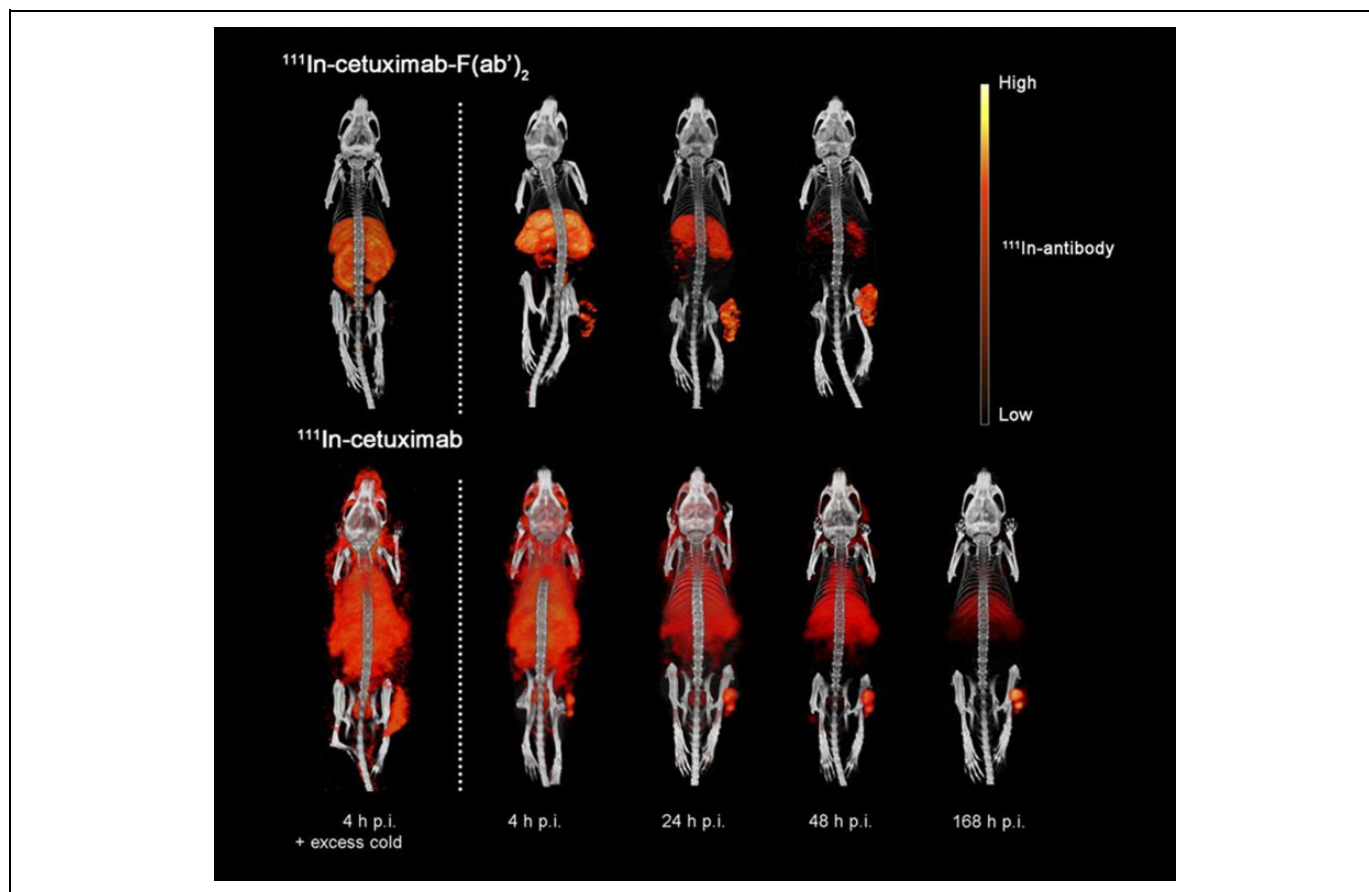 ¹¹¹In-cetuximab-F(ab')₂
High
¹¹¹In-antibody
Low
¹¹¹In-cetuximab
4 h p.i.
+ excess cold
4 h p.i.
24 h p.i.
48 h p.i.
168 h p.i.